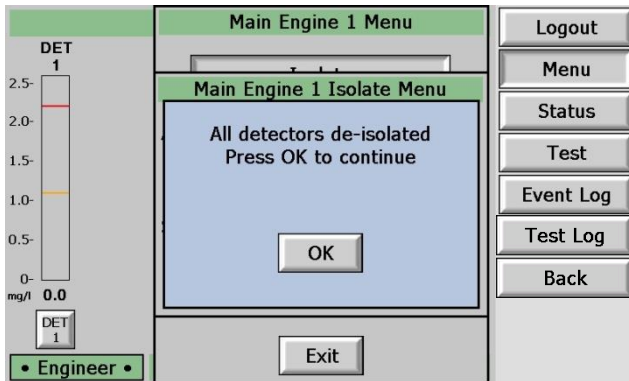 Main Engine 1 Menu
DET
1
2.5-
2.0-
1.5-
1.0-
0.5-
0-
mg/l 0.0
DET
1
• Engineer •
Main Engine 1 Isolate Menu
All detectors de-isolated
Press OK to continue
OK
Exit
Logout
Menu
Status
Test
Event Log
Test Log
Back